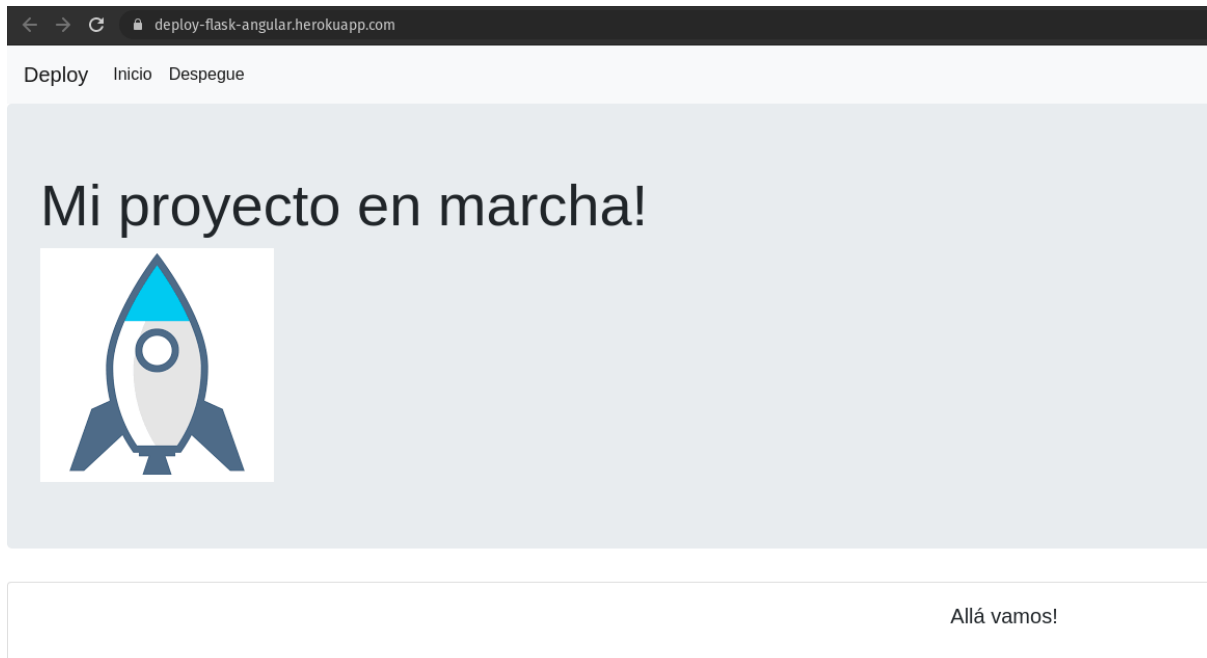 deploy-flask-angular.herokuapp.com
Deploy Inicio Despegue
Mi proyecto en marcha!
Allá vamos!